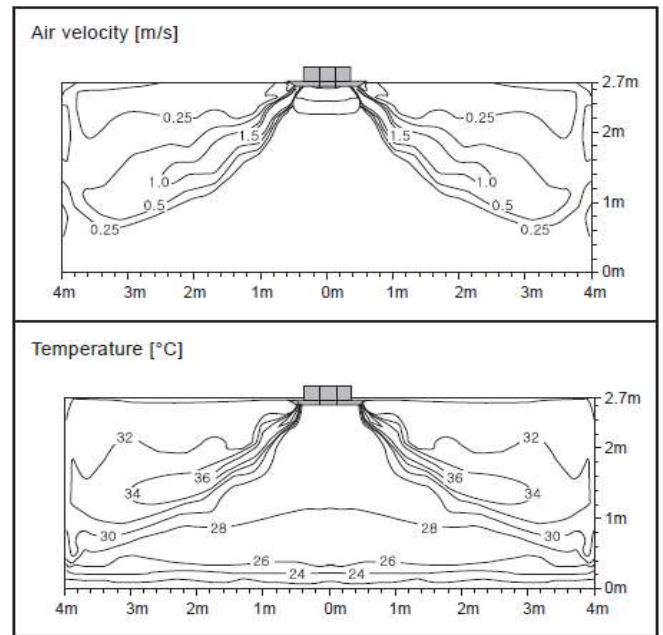 Air velocity [m/s]
2.7m
0.25 0.25
2m
1.5 1.5
1.0 1.0
1m
0.5 0.5
0.25 0.25
0m
4m 3m 2m 1m 0m 1m 2m 3m 4m
Temperature [°C]
2.7m
32 32
2m
36 36
34 34
1m
30 28 28 30
26 26
24 24
0m
4m 3m 2m 1m 0m 1m 2m 3m 4m